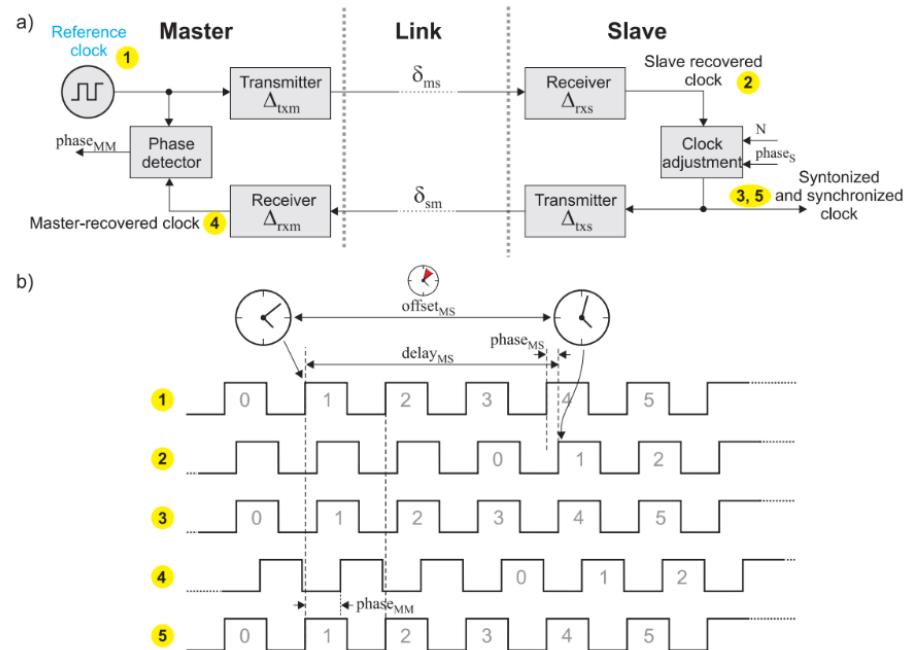 a)
Master
Link
Slave
Reference
clock
1
Transmitter
Δtxm
δms
Receiver
Δrxs
Slave recovered
clock
2
phaseMM
Phase
detector
Clock
adjustment
N
phaseS
Master-recovered clock
4
Receiver
Δrxm
δsm
Transmitter
Δtxs
3, 5
Syntonized
and synchronized
clock
b)
offsetMS
delayMS
phaseMS
1
0 1 2 3 4 5
2
0 1 2
3
0 1 2 3 4 5
4
0 1 2
phaseMM
5
0 1 2 3 4 5